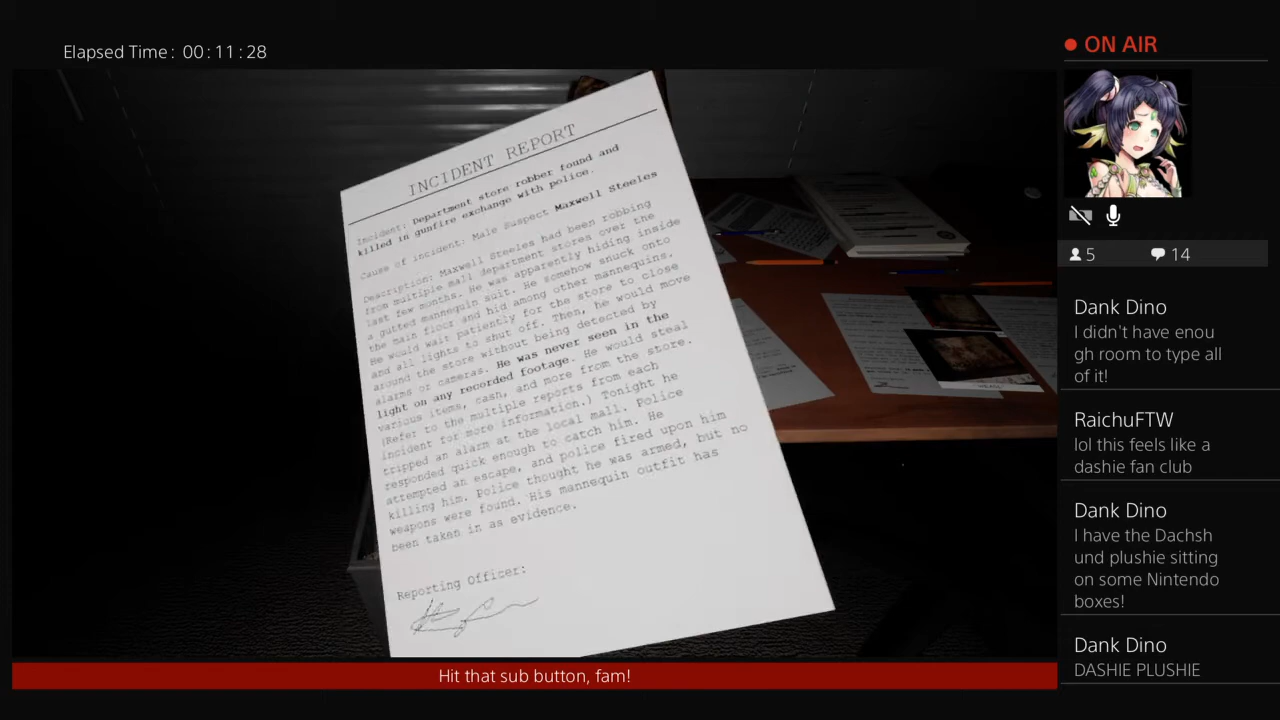 Elapsed Time: 00:11:28
ON AIR
INCIDENT REPORT
Incident: Department store robber found and
killed in gunfire exchange with police.
Cause of incident: Male Suspect Maxwell Steeles
Description: Maxwell Steeles had been robbing
from multiple mall department stores over the
last few months. He was apparently hiding inside
a gutted mannequin suit. He somehow snuck onto
the main floor and hid among other mannequins.
He would wait patiently for the store to close
and all lights to shut off. Then, he would move
around the store without being detected by
alarms or cameras. He was never seen in the
light on any recorded footage. He would steal
various items, cash, and more from the store.
(Refer to the multiple reports from each
incident for more information.) Tonight he
tripped an alarm at the local mall. Police
responded quick enough to catch him. He
attempted an escape, and police fired upon him
killing him. Police thought he was armed, but no
weapons were found. His mannequin outfit has
been taken in as evidence.
Reporting Officer:
5
14
Dank Dino
I didn't have enou
gh room to type all
of it!
RaichuFTW
lol this feels like a
dashie fan club
Dank Dino
I have the Dachsh
und plushie sitting
on some Nintendo
boxes!
Dank Dino
DASHIE PLUSHIE
Hit that sub button, fam!